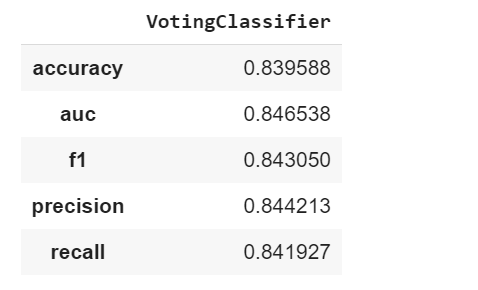 VotingClassifier
accuracy 0.839588
auc 0.846538
f1 0.843050
precision 0.844213
recall 0.841927